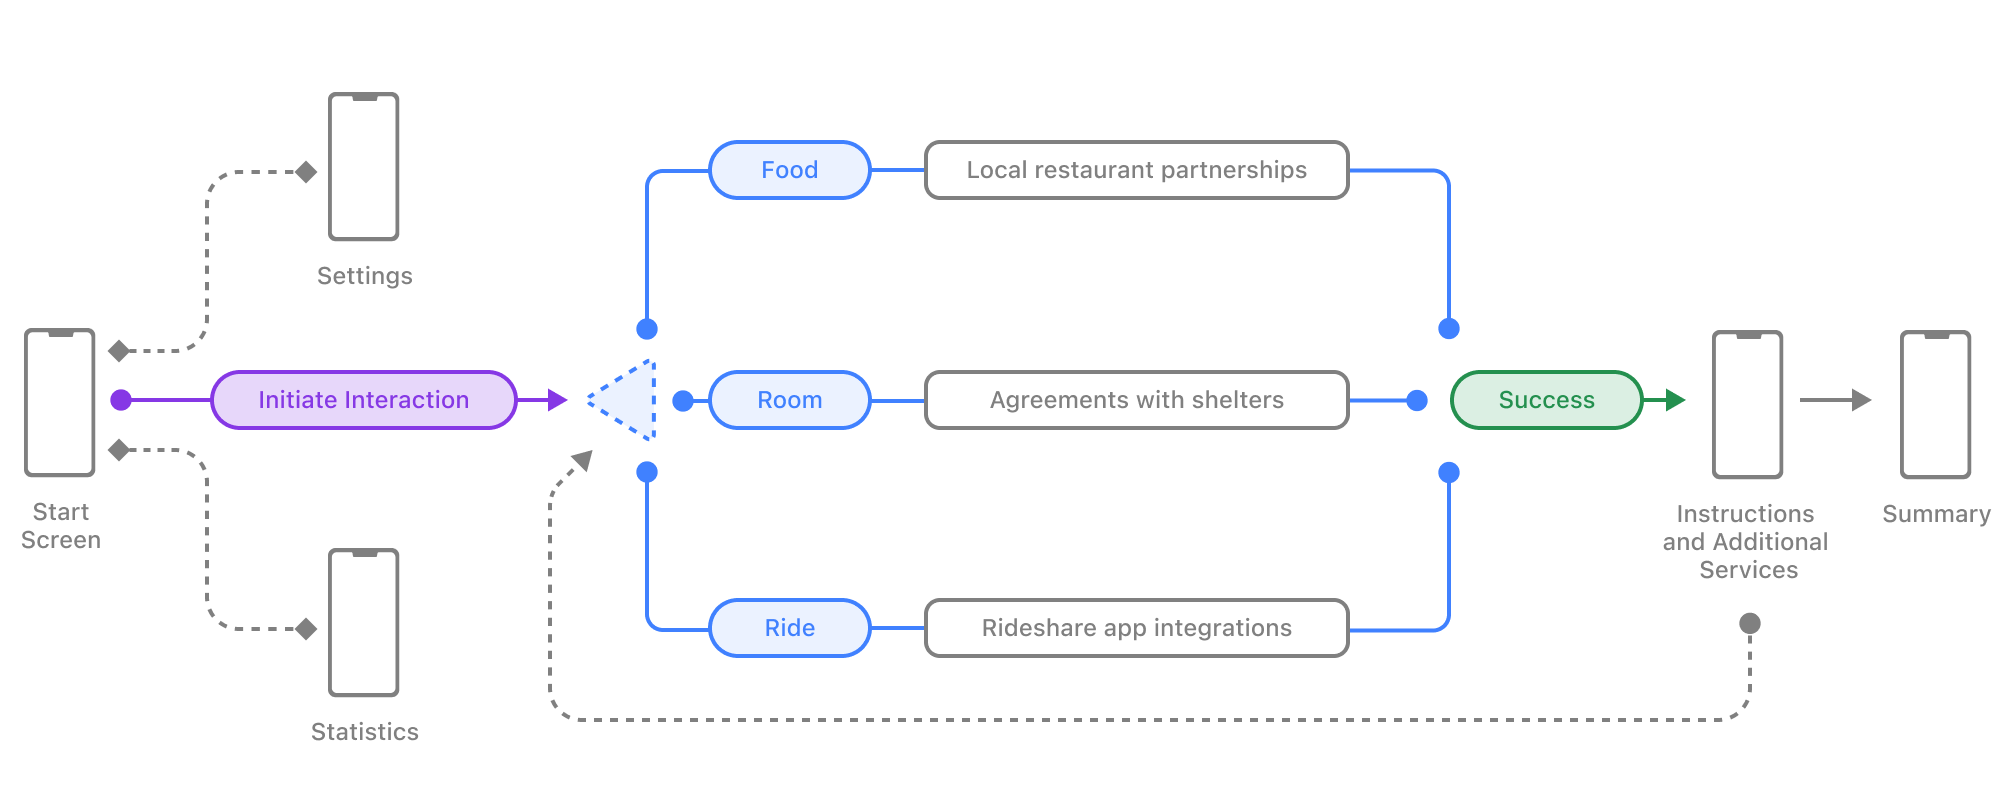 Settings
Start
Screen
Initiate Interaction
Statistics
Food
Local restaurant partnerships
Room
Agreements with shelters
Ride
Rideshare app integrations
Success
Instructions
and Additional
Services
Summary